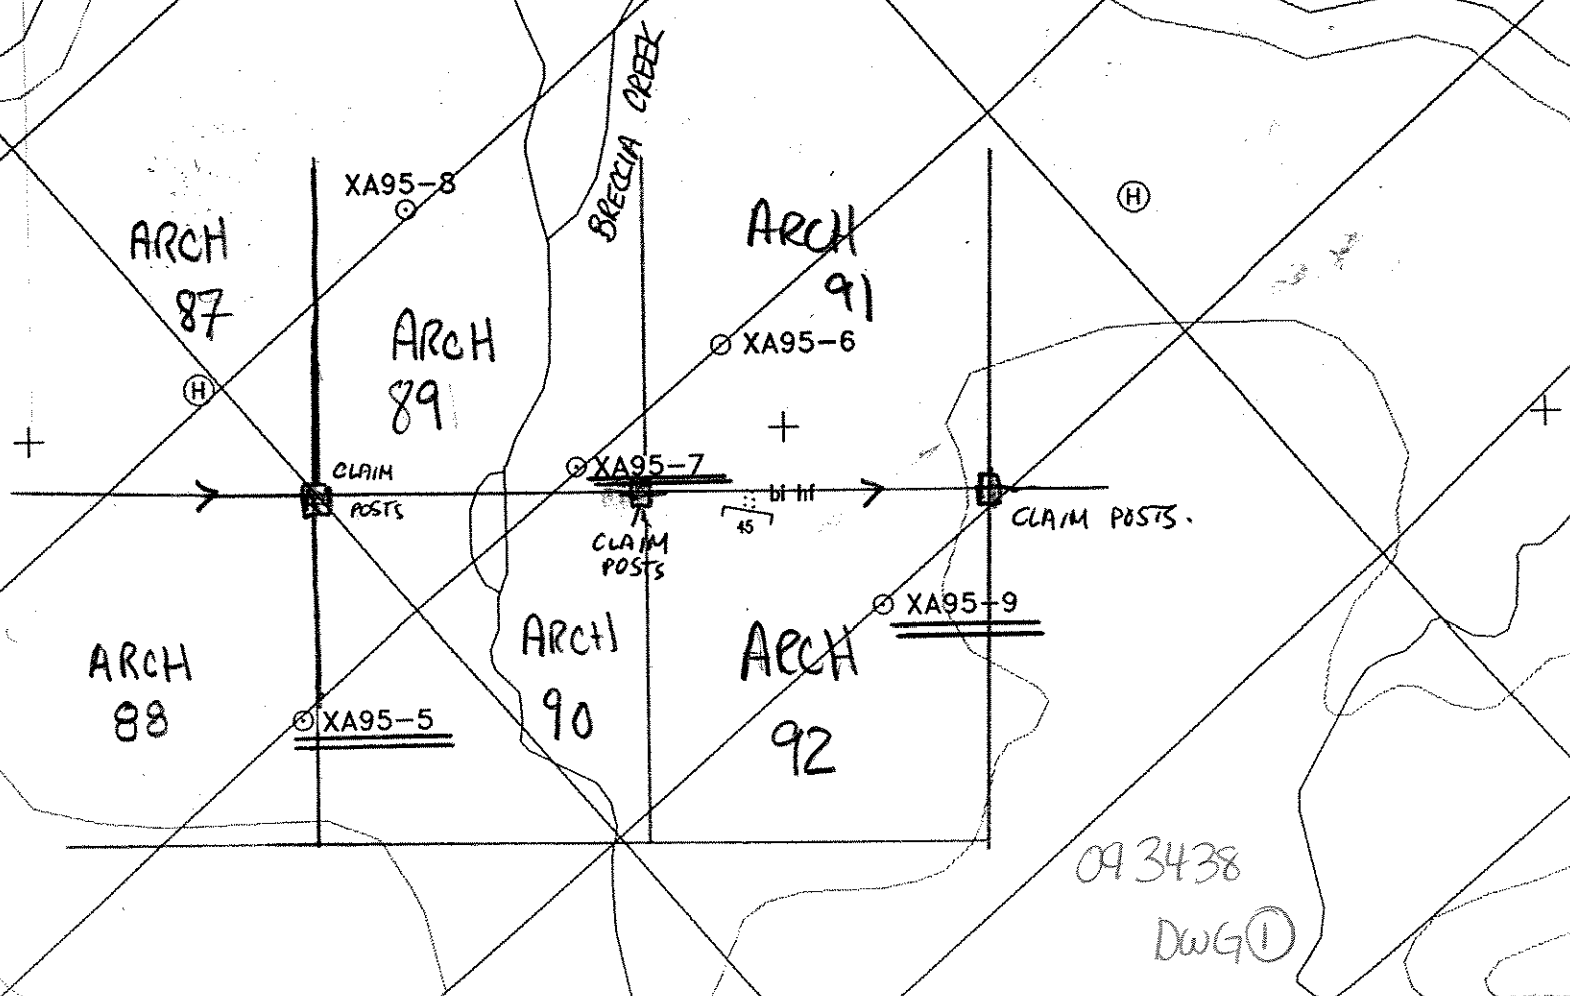 BRECCIA CREEK
XA95-8
ARCH
87
ARCH
91
H
ARCH
89
XA95-6
H
CLAIM
POSTS
XA95-7
bi hf
45
CLAIM
POSTS
CLAIM POSTS.
XA95-9
ARCH
90
ARCH
92
ARCH
88
XA95-5
093438
DWG 1